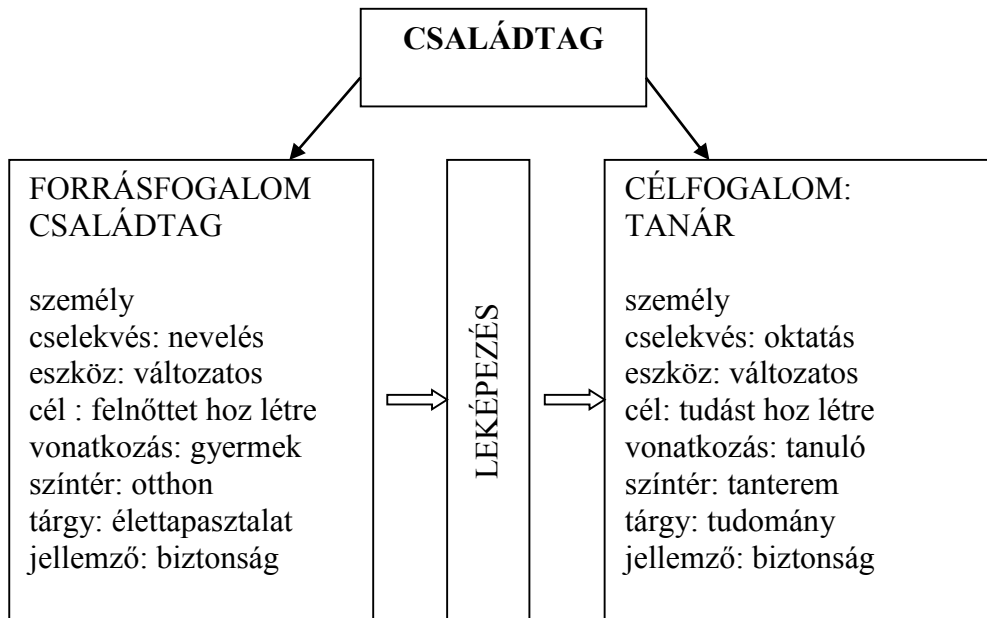 CSALÁDTAG
FORRÁSFOGALOM
CSALÁDTAG
személy
cselekvés: nevelés
eszköz: változatos
cél : felnőttet hoz létre
vonatkozás: gyermek
színtér: otthon
tárgy: élettapasztalat
jellemző: biztonság
LEKÉPEZÉS
CÉLFOGALOM:
TANÁR
személy
cselekvés: oktatás
eszköz: változatos
cél: tudást hoz létre
vonatkozás: tanuló
színtér: tanterem
tárgy: tudomány
jellemző: biztonság